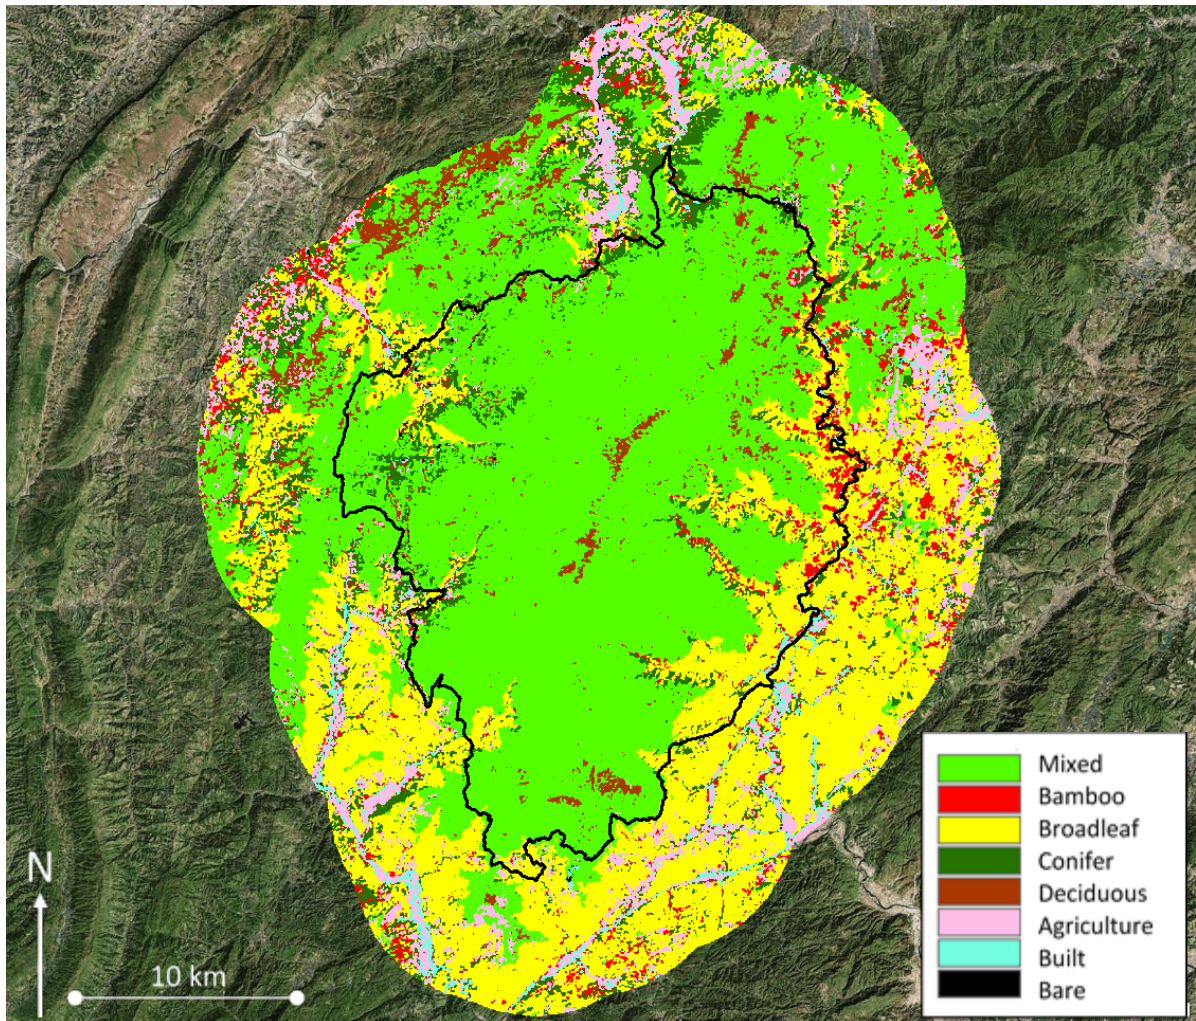 Mixed
Bamboo
Broadleaf
Conifer
Deciduous
Agriculture
Built
Bare
N
10 km